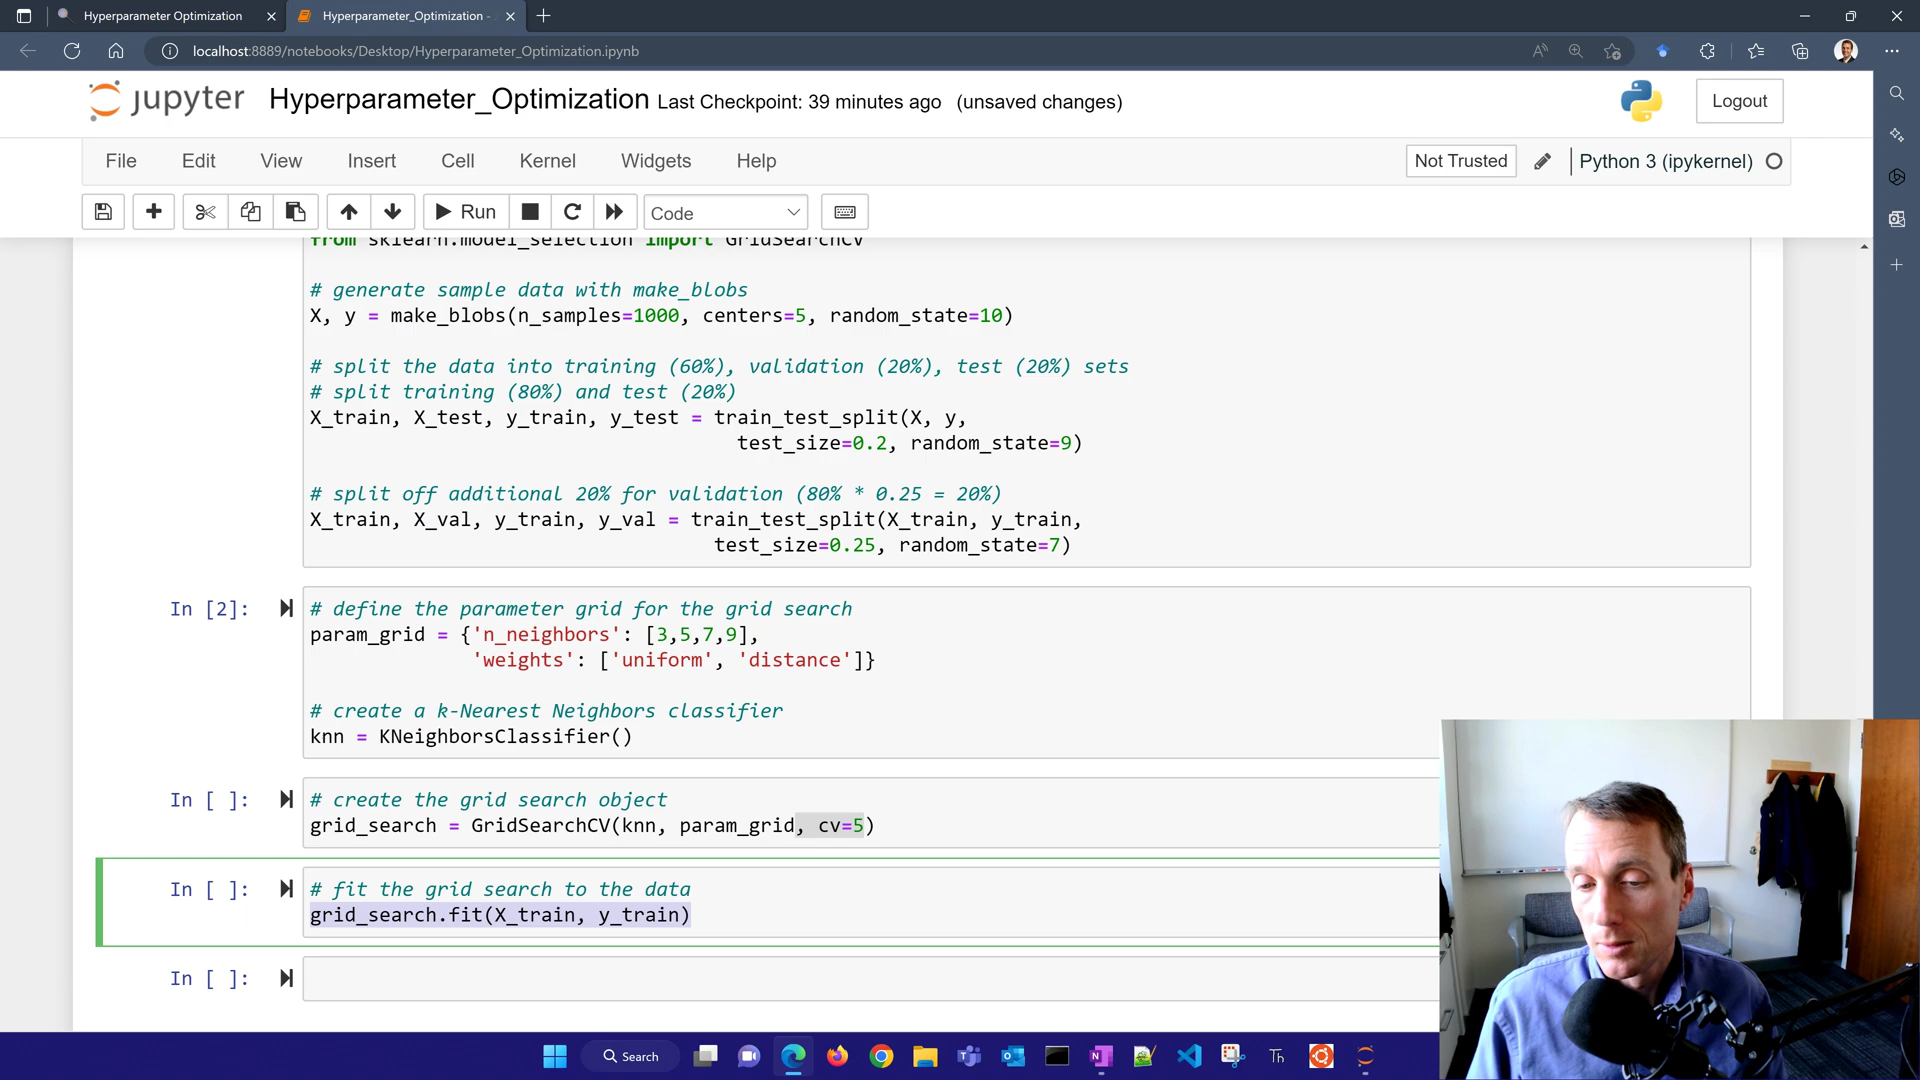 Hyperparameter Optimization
Hyperparameter_Optimization -
localhost:8889/notebooks/Desktop/Hyperparameter_Optimization.ipynb
jupyter Hyperparameter_Optimization Last Checkpoint: 39 minutes ago (unsaved changes)
Logout
File Edit View Insert Cell Kernel Widgets Help
Not Trusted Python 3 (ipykernel)
Run Code
from sklearn.model_selection import GridSearchCV
# generate sample data with make_blobs
X, y = make_blobs(n_samples=1000, centers=5, random_state=10)
# split the data into training (60%), validation (20%), test (20%) sets
# split training (80%) and test (20%)
X_train, X_test, y_train, y_test = train_test_split(X, y,
test_size=0.2, random_state=9)
# split off additional 20% for validation (80% * 0.25 = 20%)
X_train, X_val, y_train, y_val = train_test_split(X_train, y_train,
test_size=0.25, random_state=7)
In [2]:
# define the parameter grid for the grid search
param_grid = {'n_neighbors': [3,5,7,9],
'weights': ['uniform', 'distance']}
# create a k-Nearest Neighbors classifier
knn = KNeighborsClassifier()
In [ ]:
# create the grid search object
grid_search = GridSearchCV(knn, param_grid, cv=5)
In [ ]:
# fit the grid search to the data
grid_search.fit(X_train, y_train)
In [ ]:
Search
Th